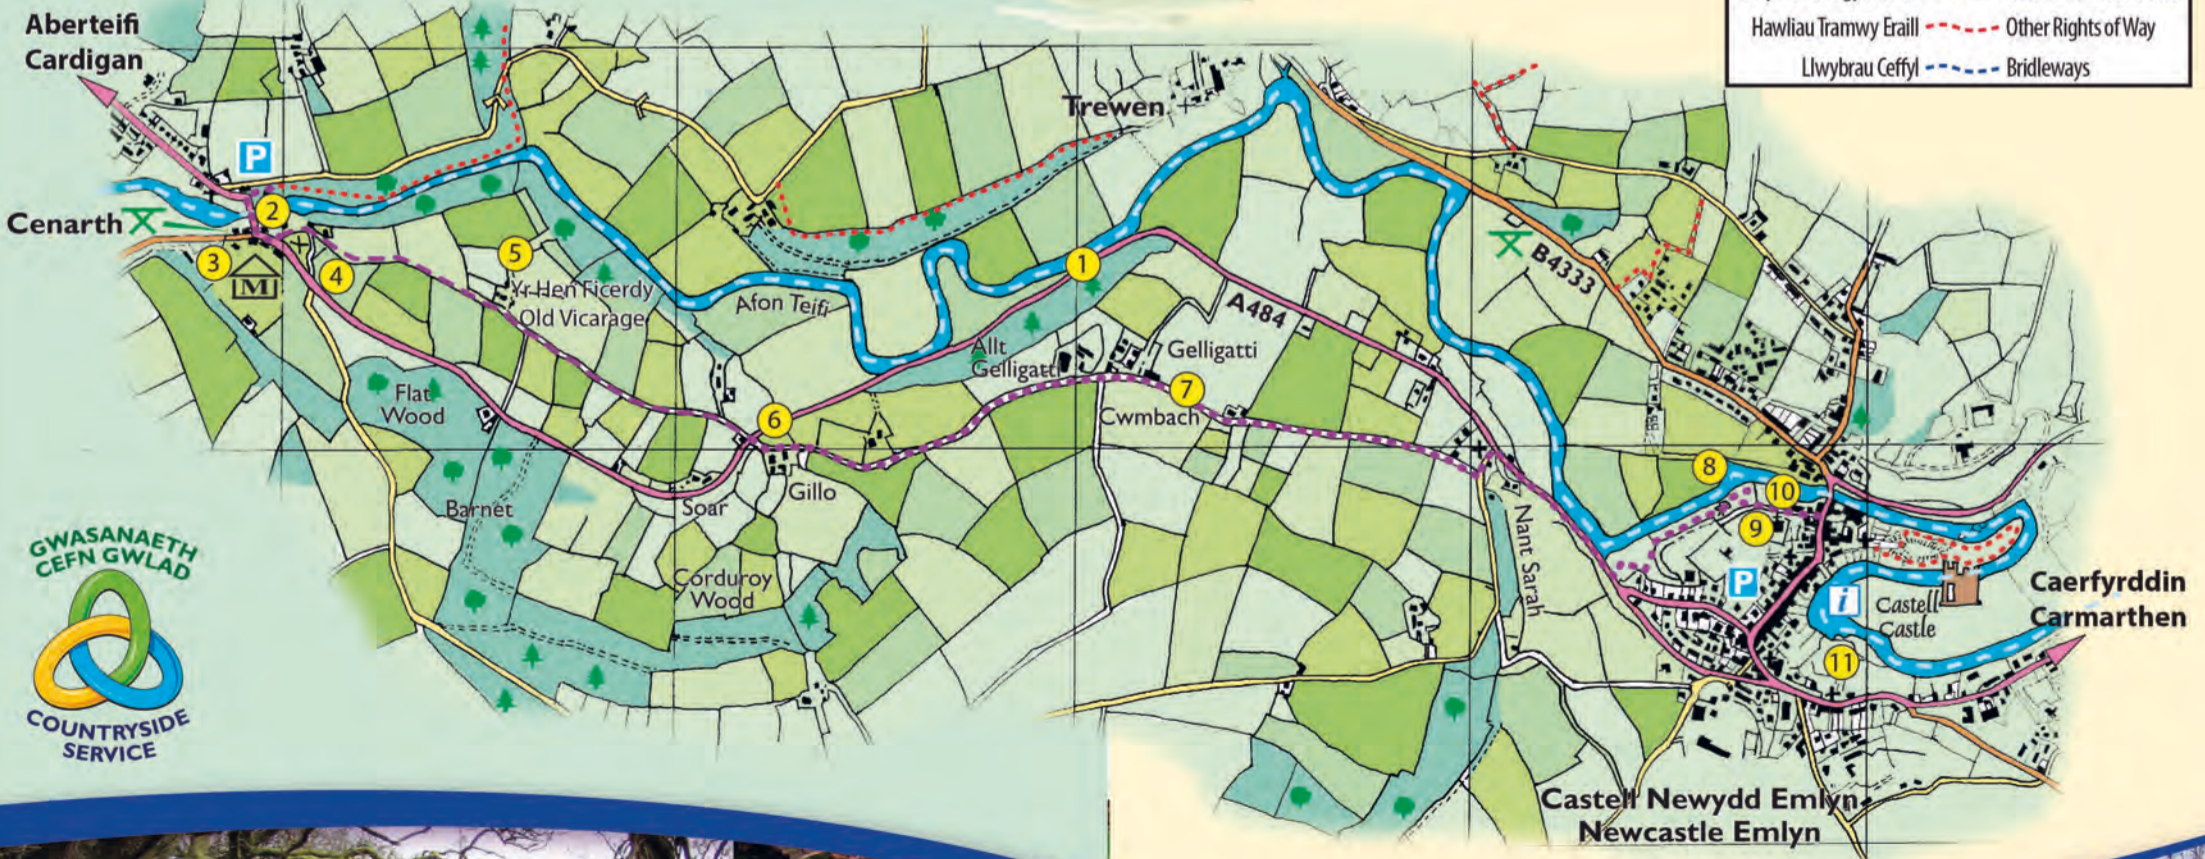 Aberteifi
Cardigan
Hawliau Tramwy Eraill Other Rights of Way
Llwybrau Ceffyl Bridleways
Trewen
P
Cenarth
2
3
M
4
5
Yr Hen Ficerdy
Old Vicarage
Afon Teifi
1
A484
B4333
Allt
Gelligatti
Gelligatti
7
Cwmbach
Flat
Wood
6
Gillo
Soar
Barnet
Corduroy
Wood
Nant Sarah
8
10
9
P
i
Castell
Castle
11
Caerfyrddin
Carmarthen
Castell Newydd Emlyn
Newcastle Emlyn
GWASANAETH
CEFN GWLAD
COUNTRYSIDE
SERVICE